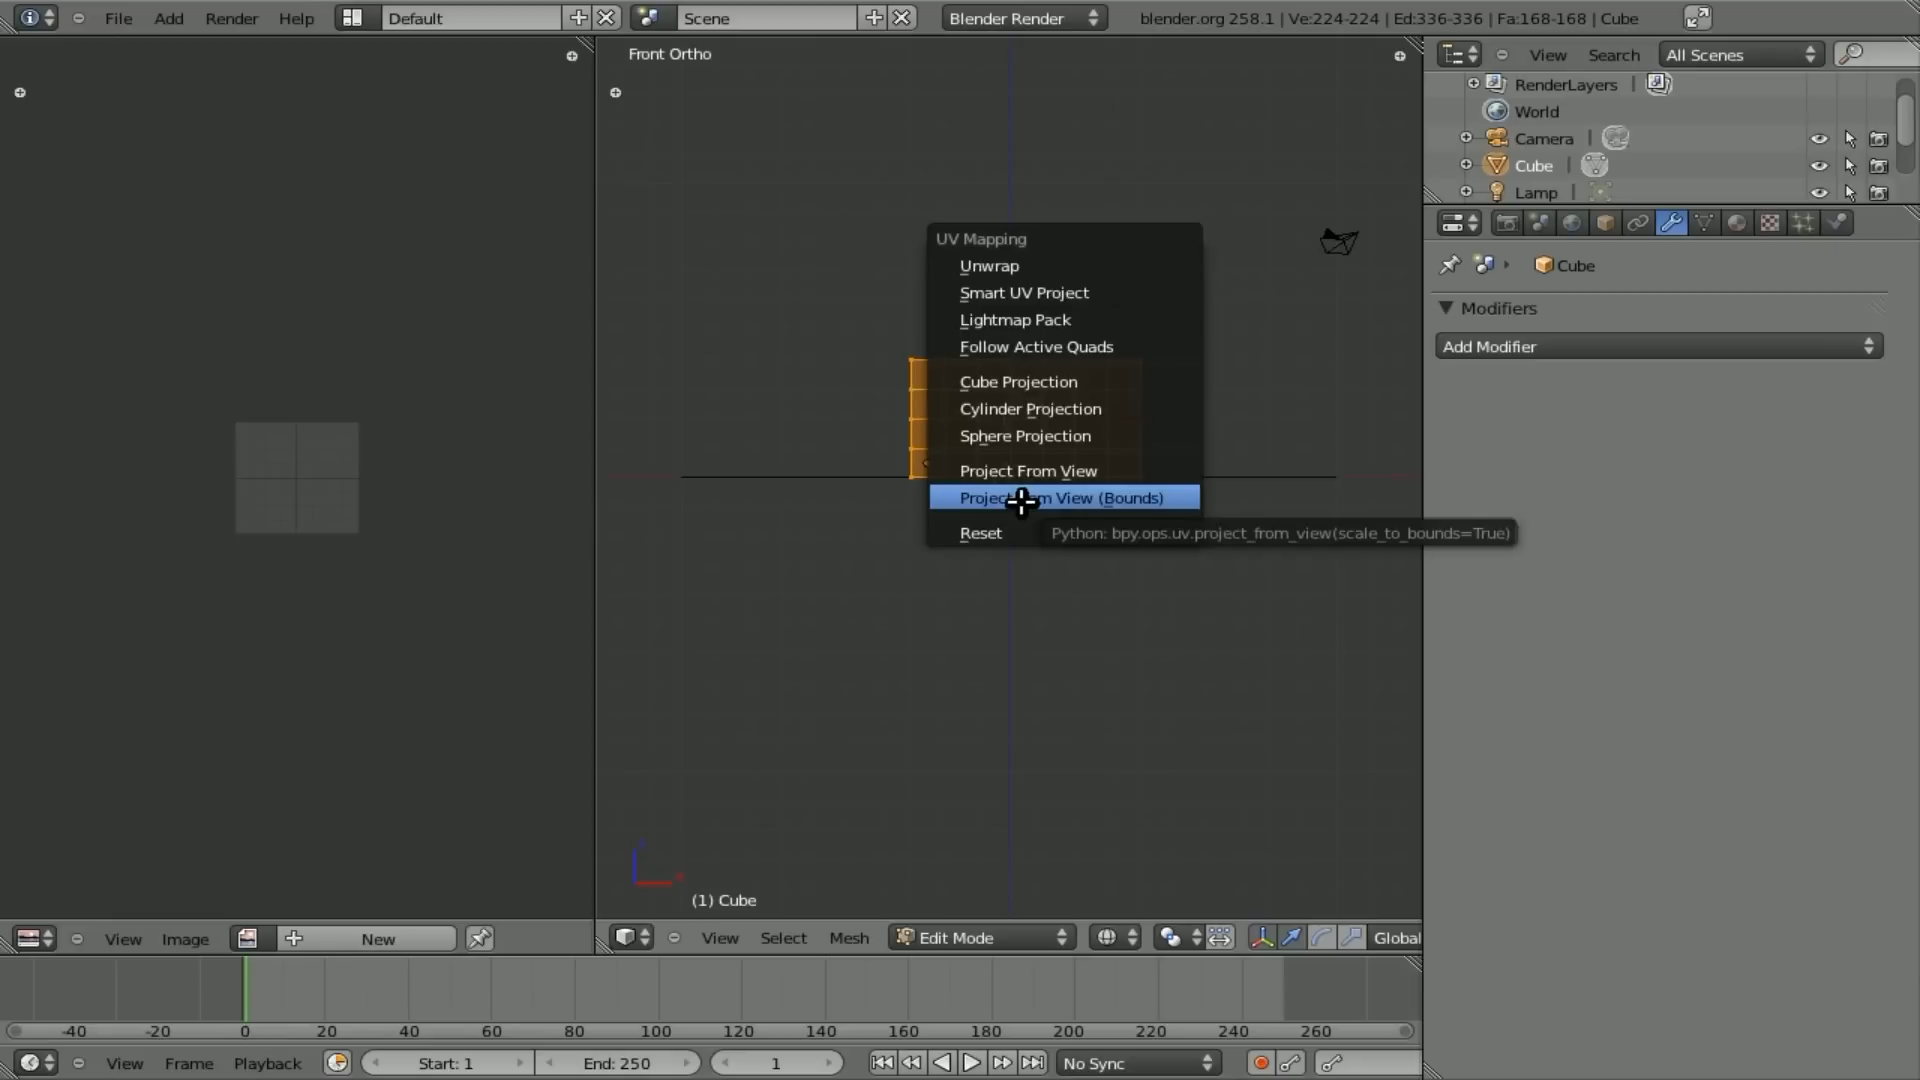 File Add Render Help Default Scene Blender Render blender.org 258.1 | Ve:224-224 | Ed:336-336 | Fa:168-168 | Cube
Front Ortho
View Search All Scenes
RenderLayers
World
Camera
Cube
Lamp
Cube
Modifiers
Add Modifier
UV Mapping
Unwrap
Smart UV Project
Lightmap Pack
Follow Active Quads
Cube Projection
Cylinder Projection
Sphere Projection
Project From View
Project From View (Bounds)
Reset
Python: bpy.ops.uv.project_from_view(scale_to_bounds=True)
(1) Cube
View Image New
View Select Mesh Edit Mode Global
-40 -20 0 20 40 60 80 100 120 140 160 180 200 220 240 260
View Frame Playback Start: 1 End: 250 1 No Sync